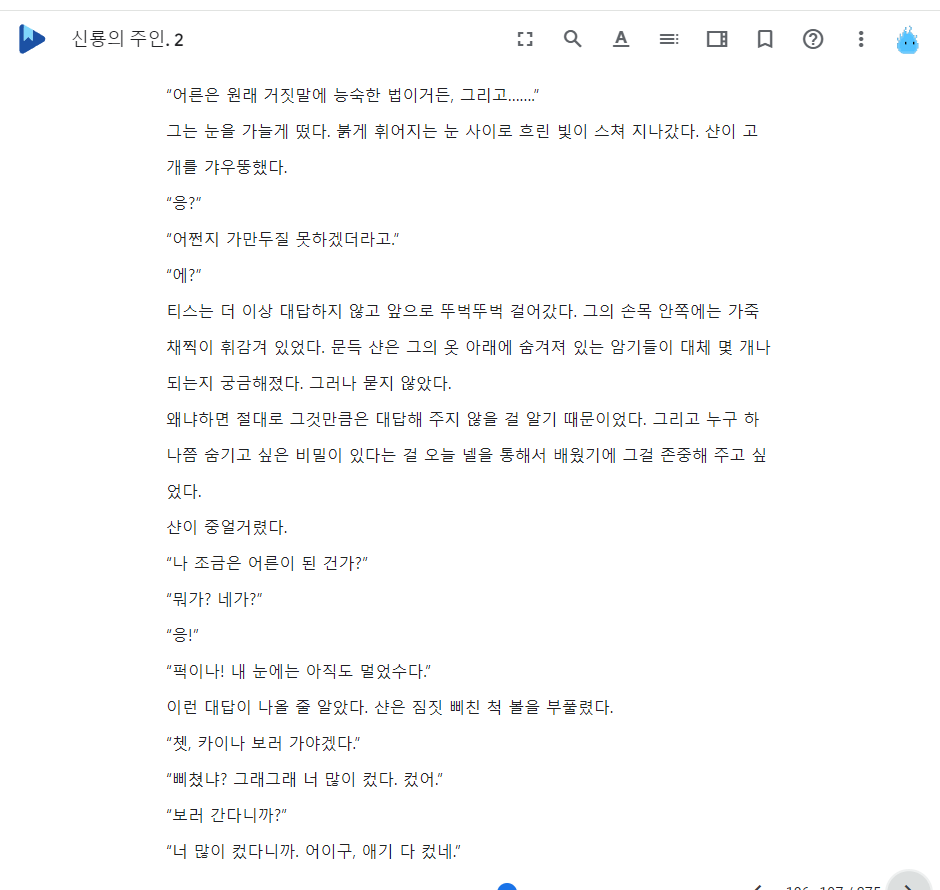 신룡의 주인. 2
“어른은 원래 거짓말에 능숙한 법이거든, 그리고…….”
그는 눈을 가늘게 떴다. 붉게 휘어지는 눈 사이로 흐린 빛이 스쳐 지나갔다. 샨이 고
개를 갸우뚱했다.
“응?”
“어쩐지 가만두질 못하겠더라고.”
“에?”
티스는 더 이상 대답하지 않고 앞으로 뚜벅뚜벅 걸어갔다. 그의 손목 안쪽에는 가죽
채찍이 휘감겨 있었다. 문득 샨은 그의 옷 아래에 숨겨져 있는 암기들이 대체 몇 개나
되는지 궁금해졌다. 그러나 묻지 않았다.
왜냐하면 절대로 그것만큼은 대답해 주지 않을 걸 알기 때문이었다. 그리고 누구 하
나쯤 숨기고 싶은 비밀이 있다는 걸 오늘 넬을 통해서 배웠기에 그걸 존중해 주고 싶
었다.
샨이 중얼거렸다.
“나 조금은 어른이 된 건가?”
“뭐가? 네가?”
“응!”
“퍽이나! 내 눈에는 아직도 멀었수다.”
이런 대답이 나올 줄 알았다. 샨은 짐짓 삐친 척 볼을 부풀렸다.
“쳇, 카이나 보러 가야겠다.”
“삐쳤냐? 그래그래 너 많이 컸다. 컸어.”
“보러 간다니까?”
“너 많이 컸다니까. 어이구, 애기 다 컸네.”